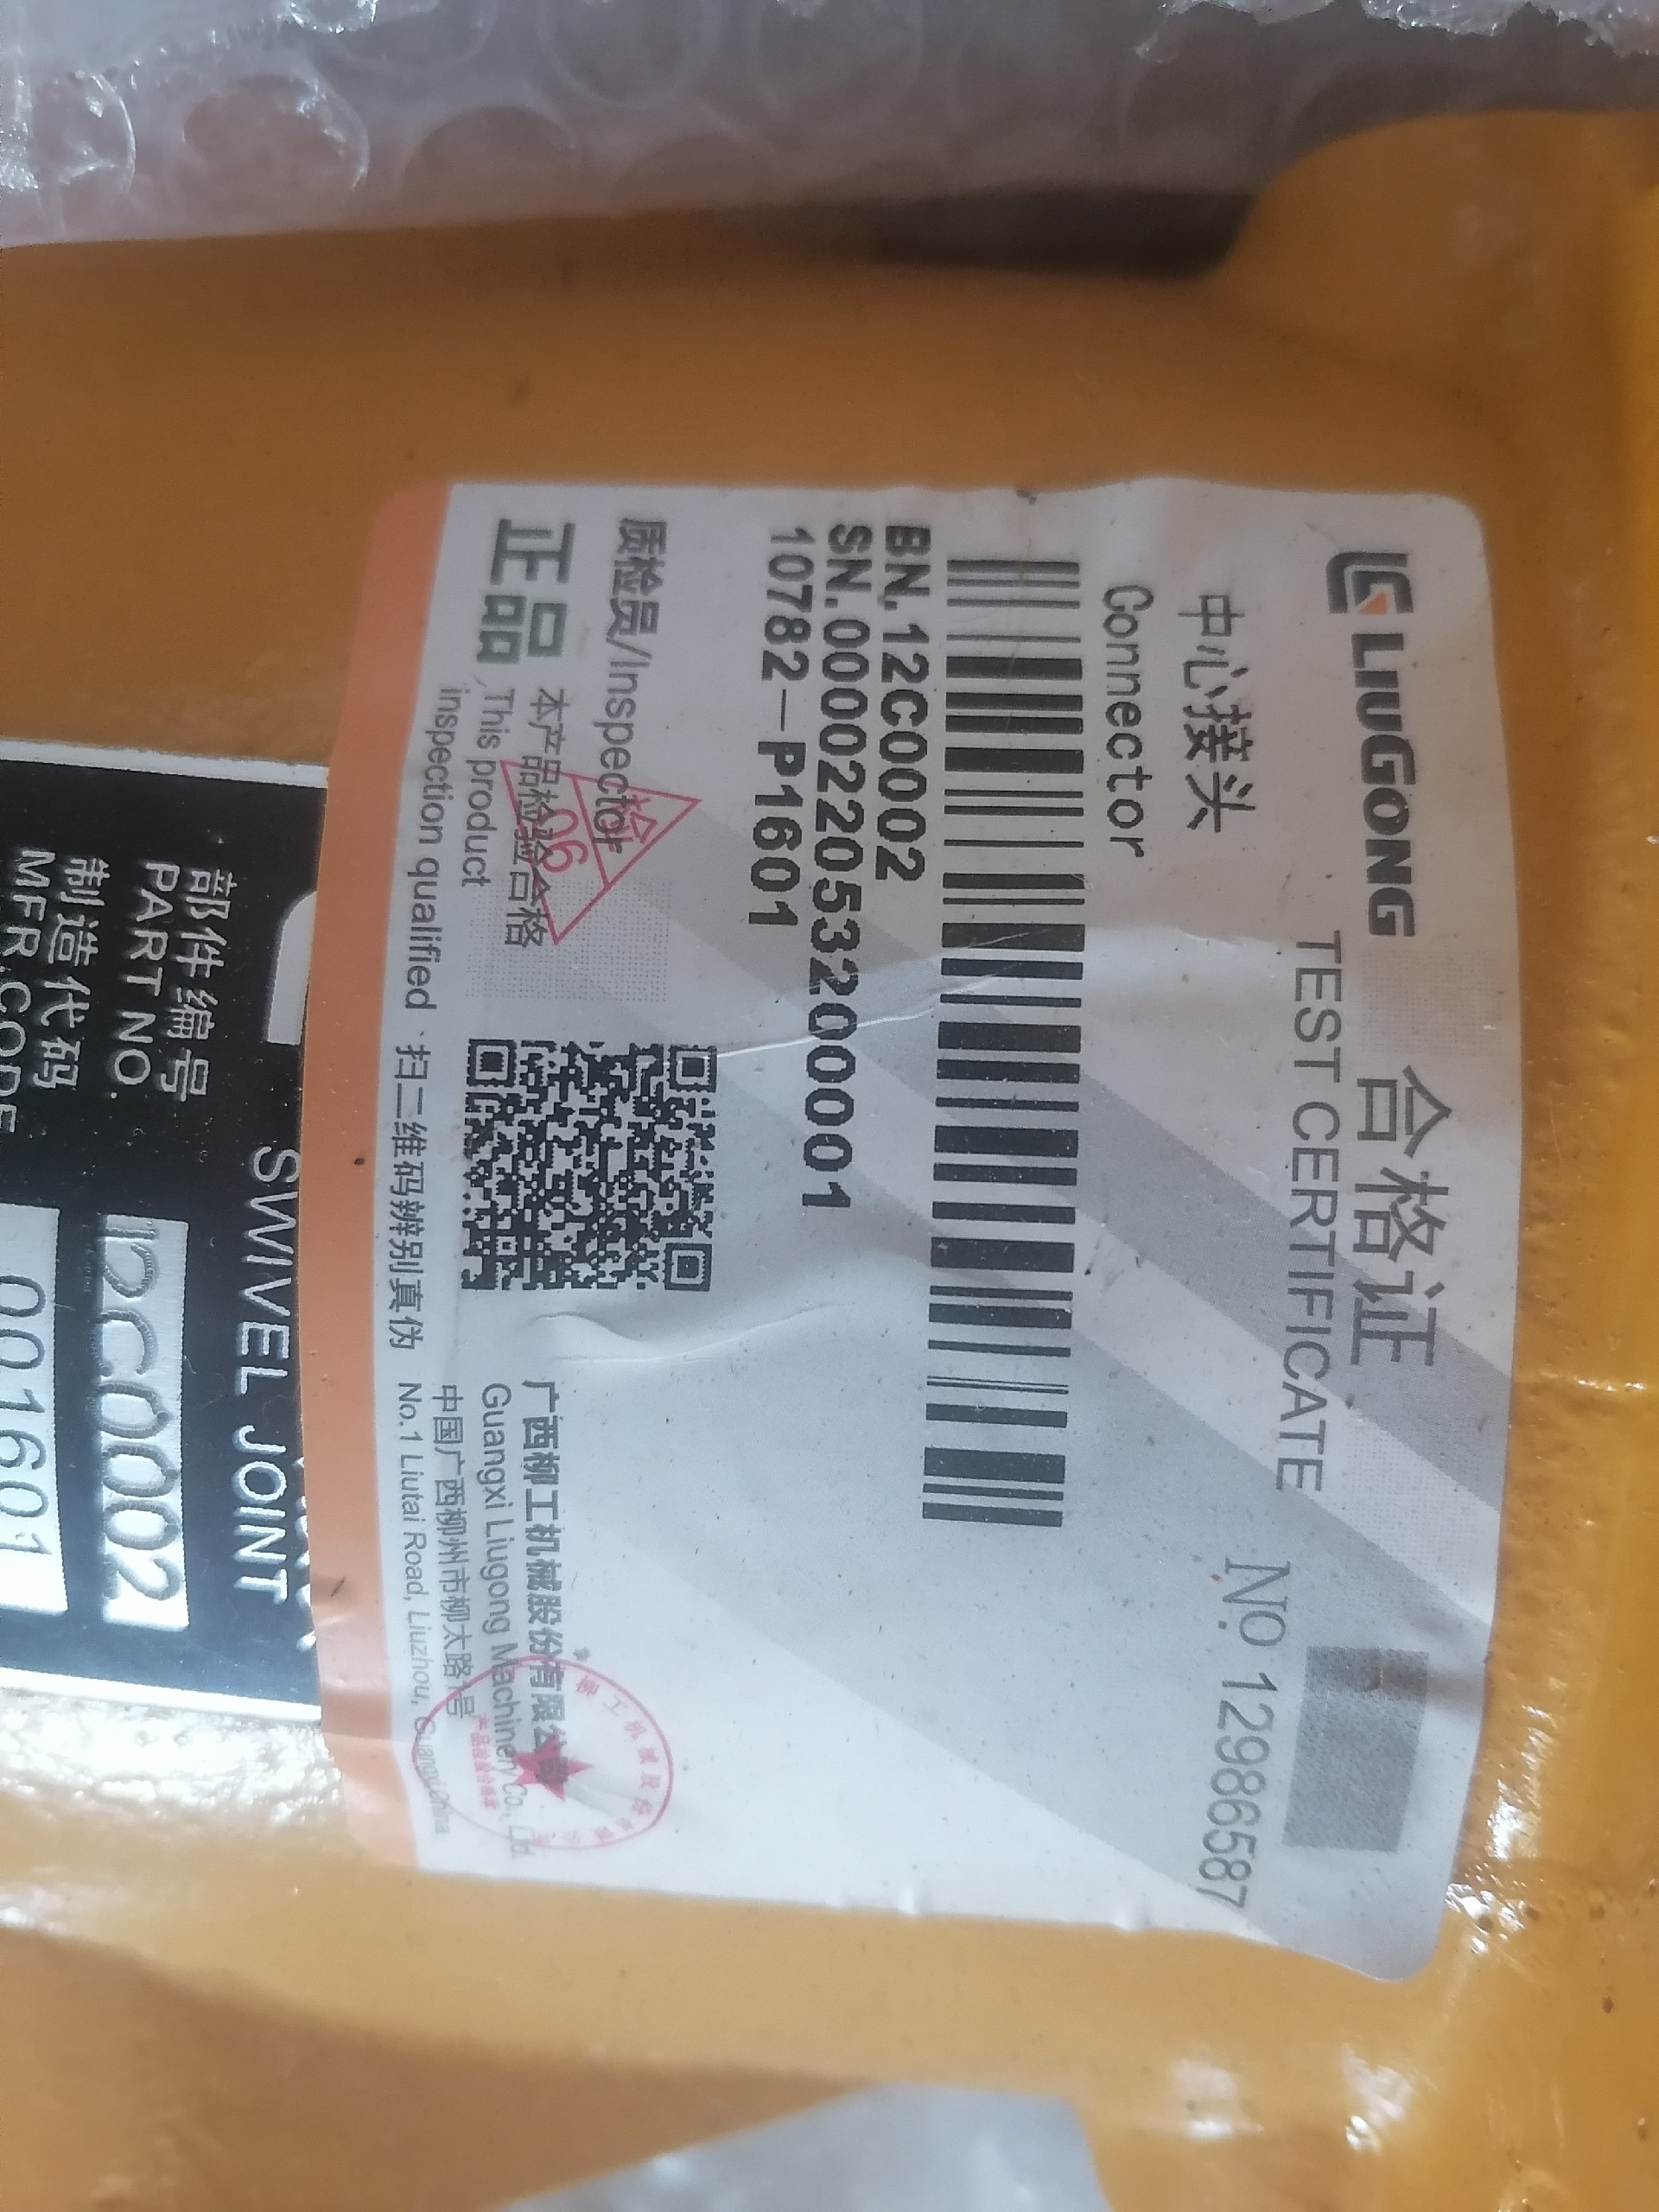 LIUGONG
合格证
TEST CERTIFICATE
№ 12986587
中心接头
Connector
BN.12C0002
SN.0000220532000001
10782-P1601
质检员/Inspector
检
06
正品
本产品检验合格
This product
inspection qualified
扫二维码辨别真伪
广西柳工机械股份有限公司
Guangxi Liugong Machinery Co., Ltd.
中国广西柳州市柳太路1号
No.1 Liutai Road, Liuzhou, Guangxi China
SWIVEL JOINT
部件编号
PART NO.
12C0002
制造代码
MFR.CODE
001601